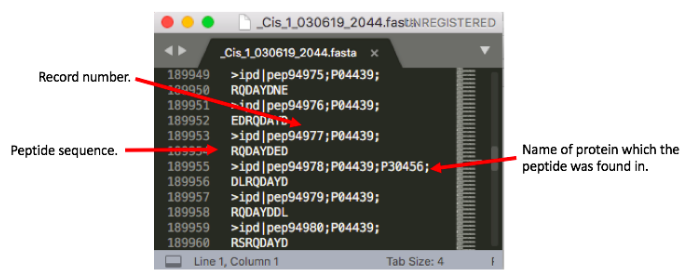 _Cis_1_030619_2044.fasta UNREGISTERED
_Cis_1_030619_2044.fasta ×
189949 >ipd|pep94975;P04439;
189950 RQDAYDNE
189951 >ipd|pep94976;P04439;
189952 EDRQDAYD
189953 >ipd|pep94977;P04439;
189954 RQDAYDED
189955 >ipd|pep94978;P04439;P30456;
189956 DLRQDAYD
189957 >ipd|pep94979;P04439;
189958 RQDAYDDL
189959 >ipd|pep94980;P04439;
189960 RSRQDAYD
Line 1, Column 1 Tab Size: 4
Record number.
Peptide sequence.
Name of protein which the
peptide was found in.